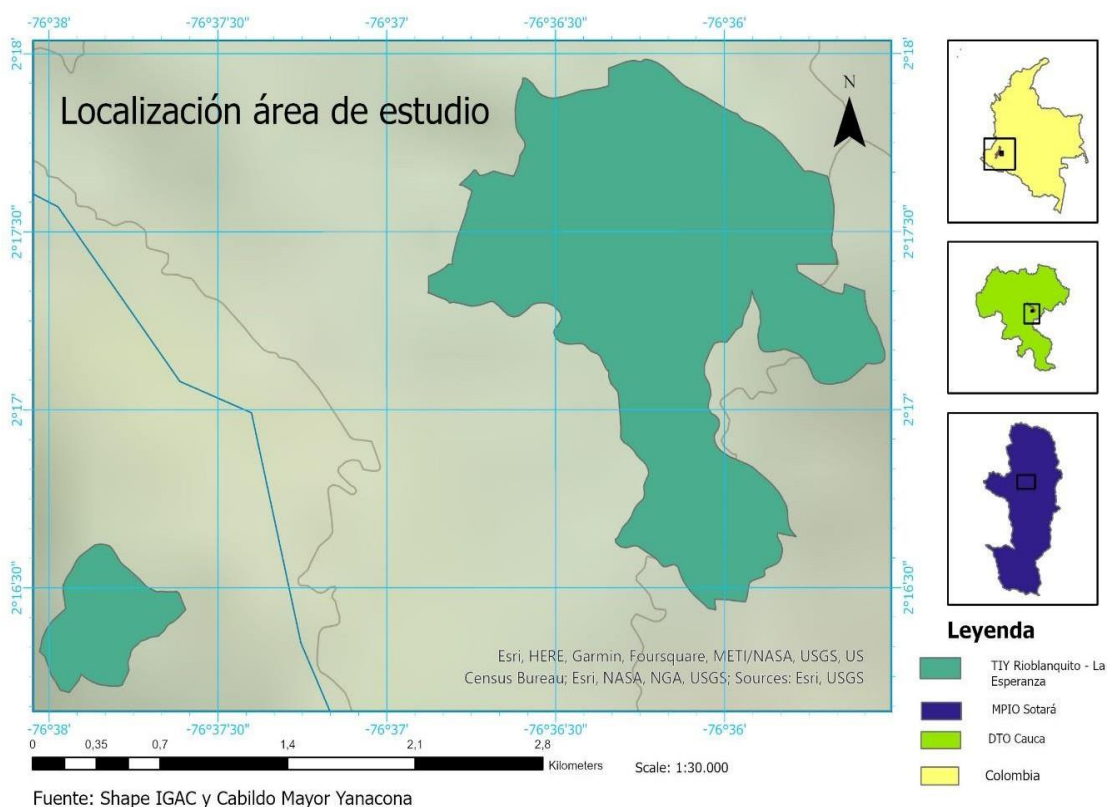 -76°38'
-76°37'30"
-76°37'
-76°36'30"
-76°36'
2°18'
2°18'
Localización área de estudio
N
2°17'30"
2°17'30"
2°17'
2°17'
2°16'30"
2°16'30"
Esri, HERE, Garmin, Foursquare, METI/NASA, USGS, US
Census Bureau; Esri, NASA, NGA, USGS; Sources: Esri, USGS
-76°38'
-76°37'30"
-76°37'
-76°36'30"
-76°36'
0 0,35 0,7 1,4 2,1 2,8
Kilometers
Scale: 1:30.000
Fuente: Shape IGAC y Cabildo Mayor Yanacona
Leyenda
TIY Rioblanquito - La
Esperanza
MPIO Sotará
DTO Cauca
Colombia